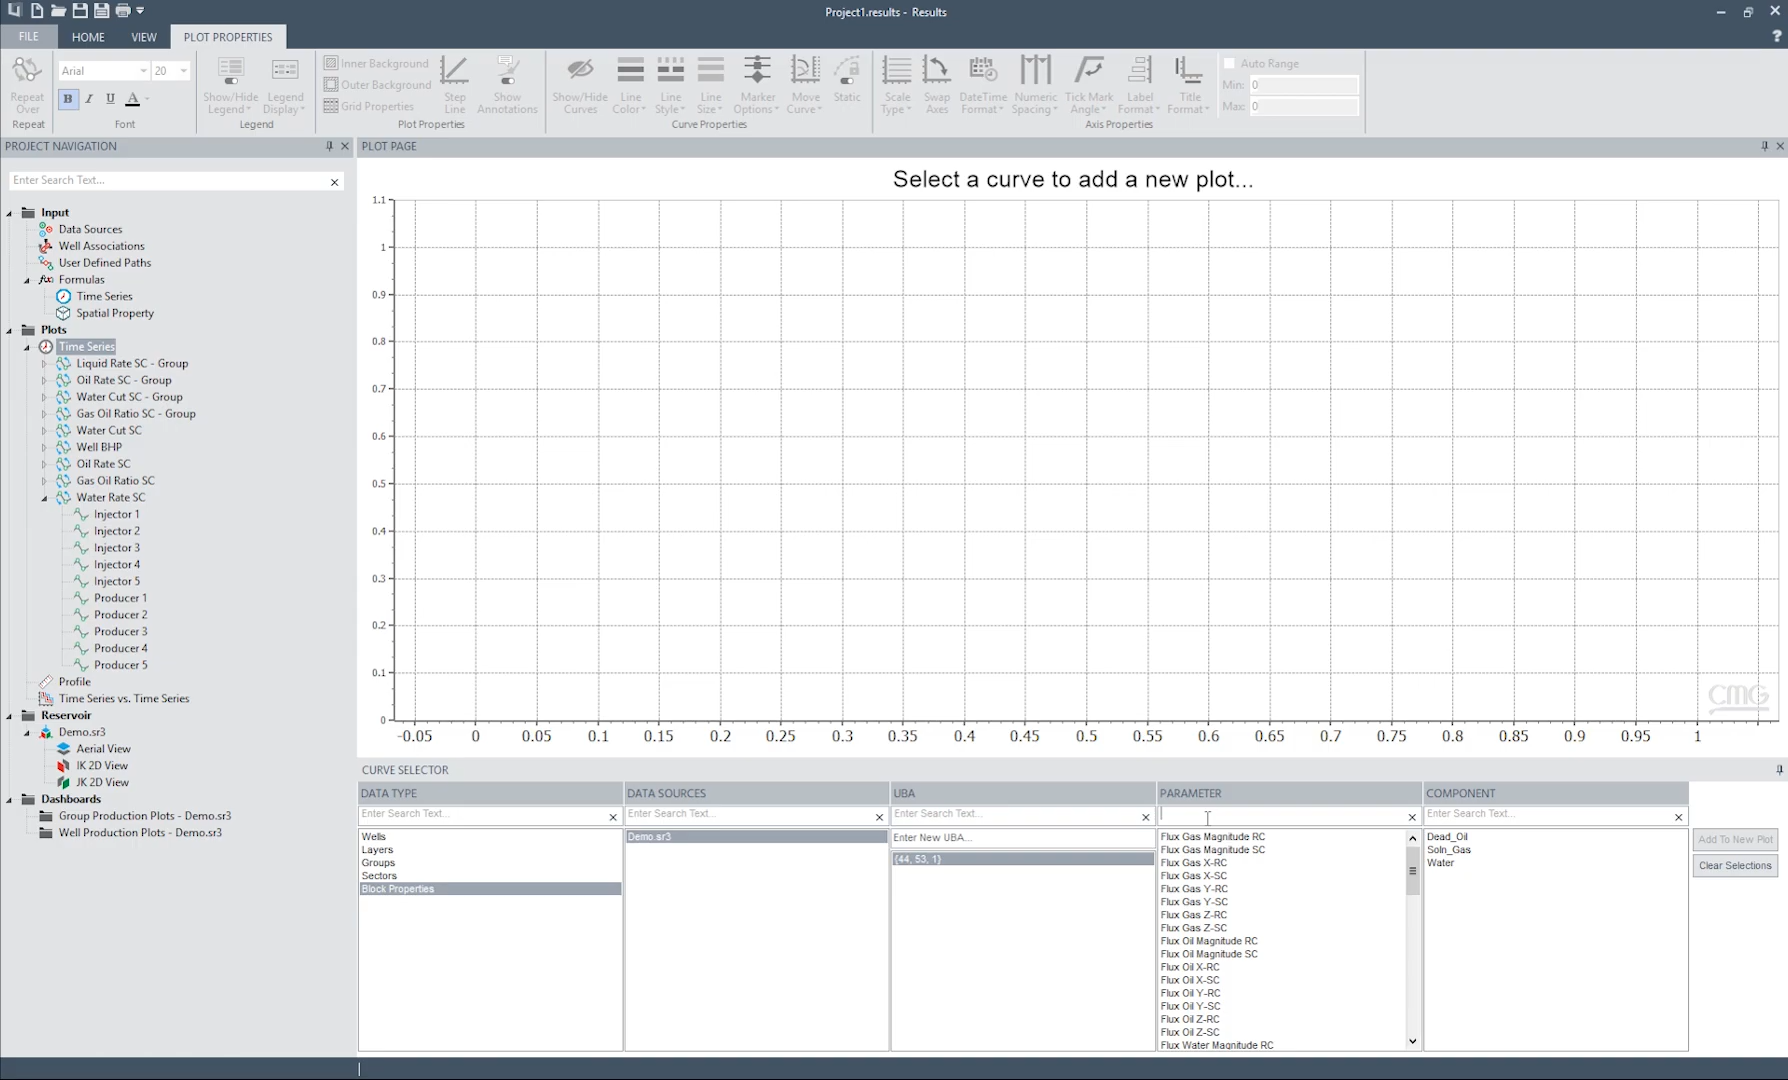 Project1.results - Results
FILE
HOME
VIEW
PLOT PROPERTIES
?
Repeat
Over
Repeat
Arial
20
B
I
U
A
Font
Show/Hide
Legend
Legend
Display
Legend
Inner Background
Outer Background
Grid Properties
Step
Line
Show
Annotations
Plot Properties
Show/Hide
Curves
Line
Color
Line
Style
Line
Size
Marker
Options
Move
Curve
Static
Curve Properties
Scale
Type
Swap
Axes
DateTime
Format
Numeric
Spacing
Tick Mark
Angle
Label
Format
Title
Format
Axis Properties
Auto Range
Min: 0
Max: 0
PROJECT NAVIGATION
Enter Search Text...
Input
Data Sources
Well Associations
User Defined Paths
Formulas
Time Series
Spatial Property
Plots
Time Series
Liquid Rate SC - Group
Oil Rate SC - Group
Water Cut SC - Group
Gas Oil Ratio SC - Group
Water Cut SC
Well BHP
Oil Rate SC
Gas Oil Ratio SC
Water Rate SC
Injector 1
Injector 2
Injector 3
Injector 4
Injector 5
Producer 1
Producer 2
Producer 3
Producer 4
Producer 5
Profile
Time Series vs. Time Series
Reservoir
Demo.sr3
Aerial View
IK 2D View
JK 2D View
Dashboards
Group Production Plots - Demo.sr3
Well Production Plots - Demo.sr3
PLOT PAGE
Select a curve to add a new plot...
1.1
1
0.9
0.8
0.7
0.6
0.5
0.4
0.3
0.2
0.1
0
-0.05 0 0.05 0.1 0.15 0.2 0.25 0.3 0.35 0.4 0.45 0.5 0.55 0.6 0.65 0.7 0.75 0.8 0.85 0.9 0.95 1
CMG
CURVE SELECTOR
DATA TYPE
Enter Search Text...
Wells
Layers
Groups
Sectors
Block Properties
DATA SOURCES
Enter Search Text...
Demo.sr3
UBA
Enter Search Text...
Enter New UBA...
{44, 53, 1}
PARAMETER
Flux Gas Magnitude RC
Flux Gas Magnitude SC
Flux Gas X-RC
Flux Gas X-SC
Flux Gas Y-RC
Flux Gas Y-SC
Flux Gas Z-RC
Flux Gas Z-SC
Flux Oil Magnitude RC
Flux Oil Magnitude SC
Flux Oil X-RC
Flux Oil X-SC
Flux Oil Y-RC
Flux Oil Y-SC
Flux Oil Z-RC
Flux Oil Z-SC
Flux Water Magnitude RC
COMPONENT
Enter Search Text...
Dead_Oil
Soln_Gas
Water
Add To New Plot
Clear Selections